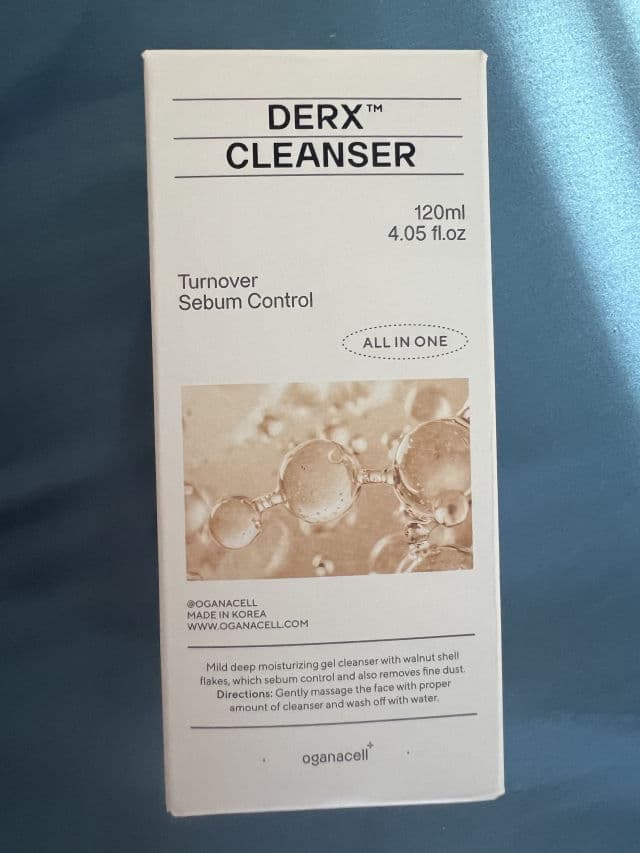 DERX™
CLEANSER
120ml
4.05 fl.oz
Turnover
Sebum Control
ALL IN ONE
@OGANACELL
MADE IN KOREA
WWW.OGANACELL.COM
Mild deep moisturizing gel cleanser with walnut shell
flakes, which sebum control and also removes fine dust.
Directions: Gently massage the face with proper
amount of cleanser and wash off with water.
oganacell+